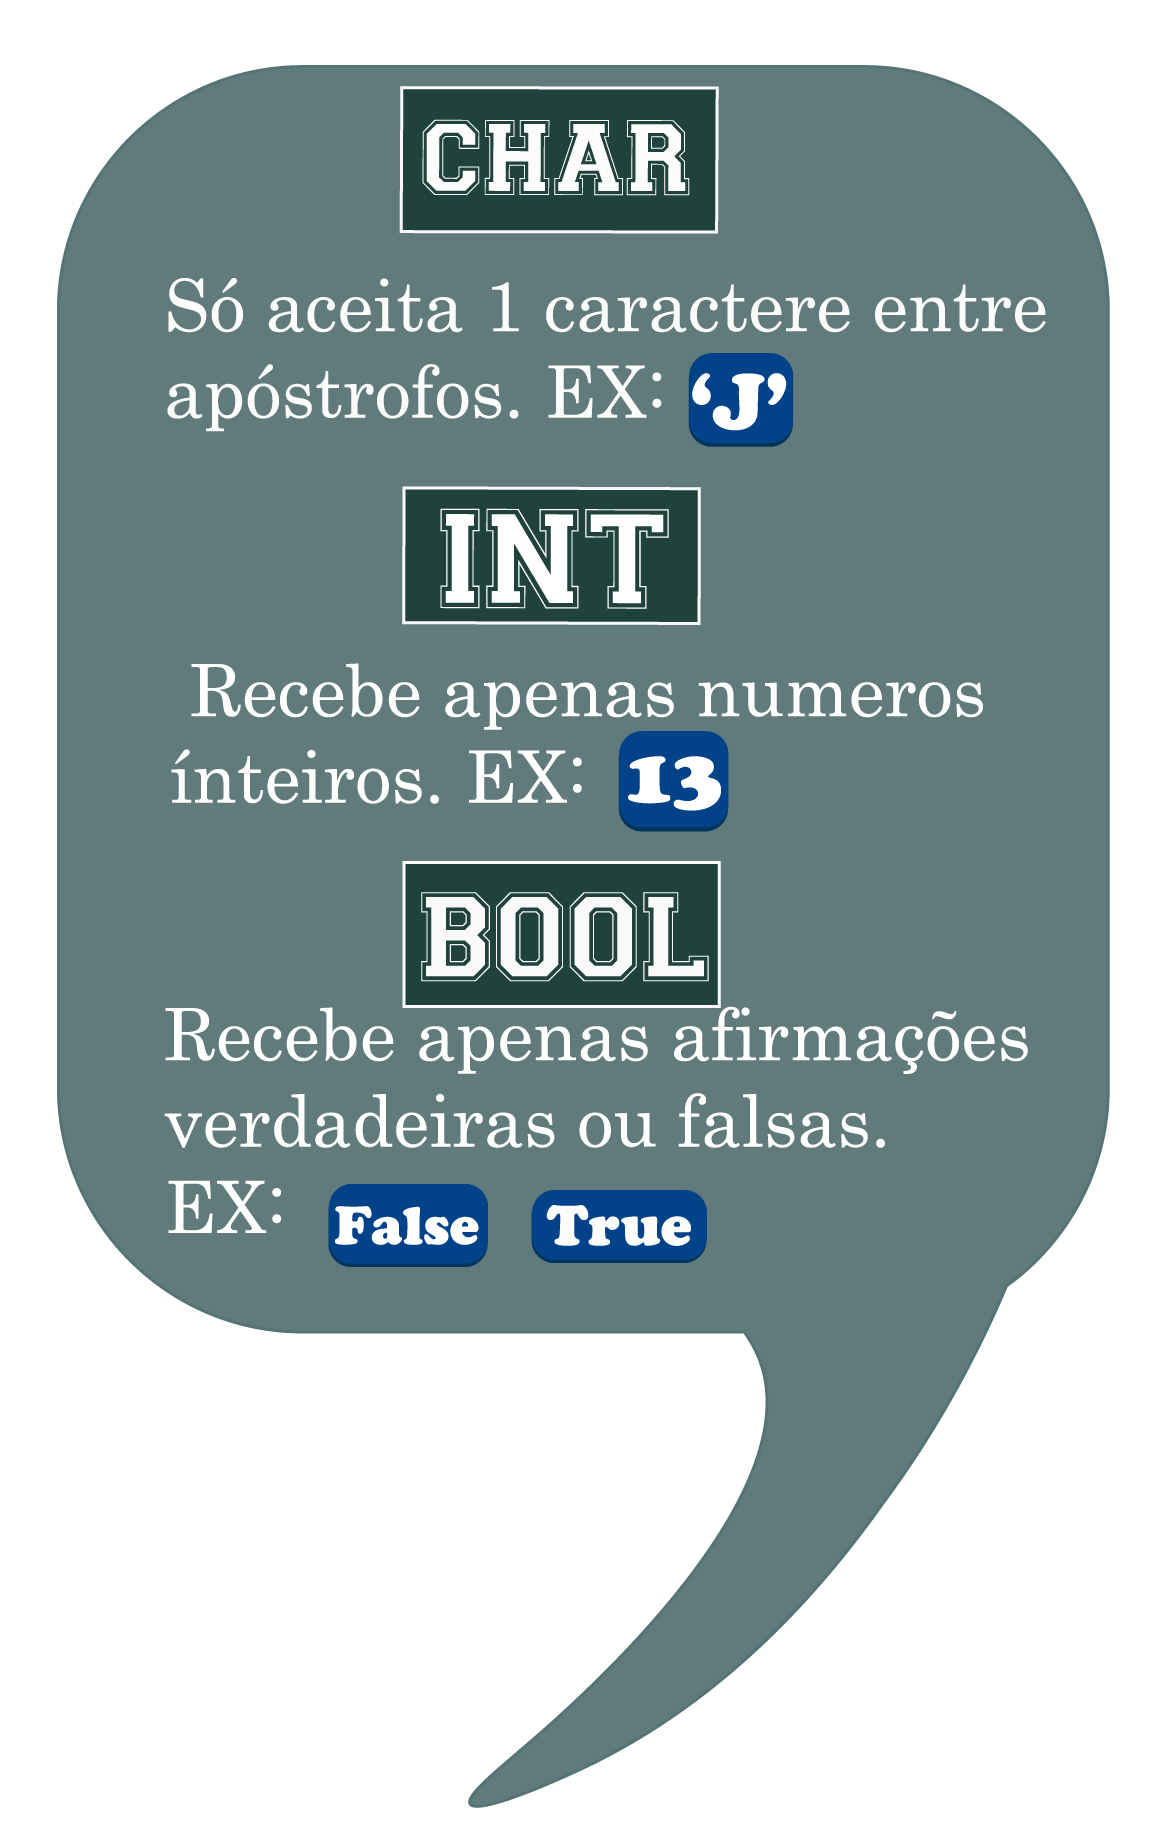 CHAR
Só aceita 1 caractere entre
apóstrofos. EX: ‘J’
INT
Recebe apenas numeros
ínteiros. EX: 13
BOOL
Recebe apenas afirmações
verdadeiras ou falsas.
EX: False True